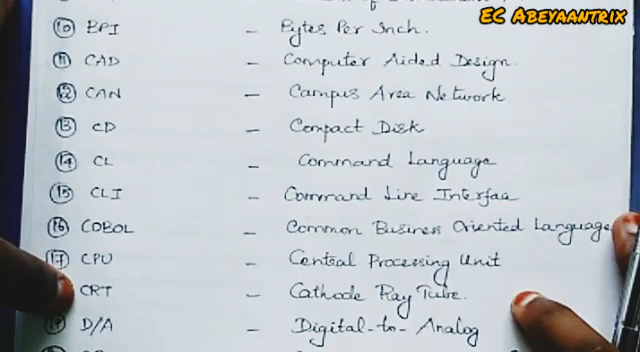 EC ABEYAANTRIX
10 BPI - Bytes Per Inch.
11 CAD - Computer Aided Design.
12 CAN - Campus Area Network
13 CD - Compact Disk
14 CL - Command Language
15 CLI - Command Line Interface
16 COBOL - Common Business Oriented Language
17 CPU - Central Processing Unit
CRT - Cathode Ray Tube.
19 D/A - Digital-to-Analog